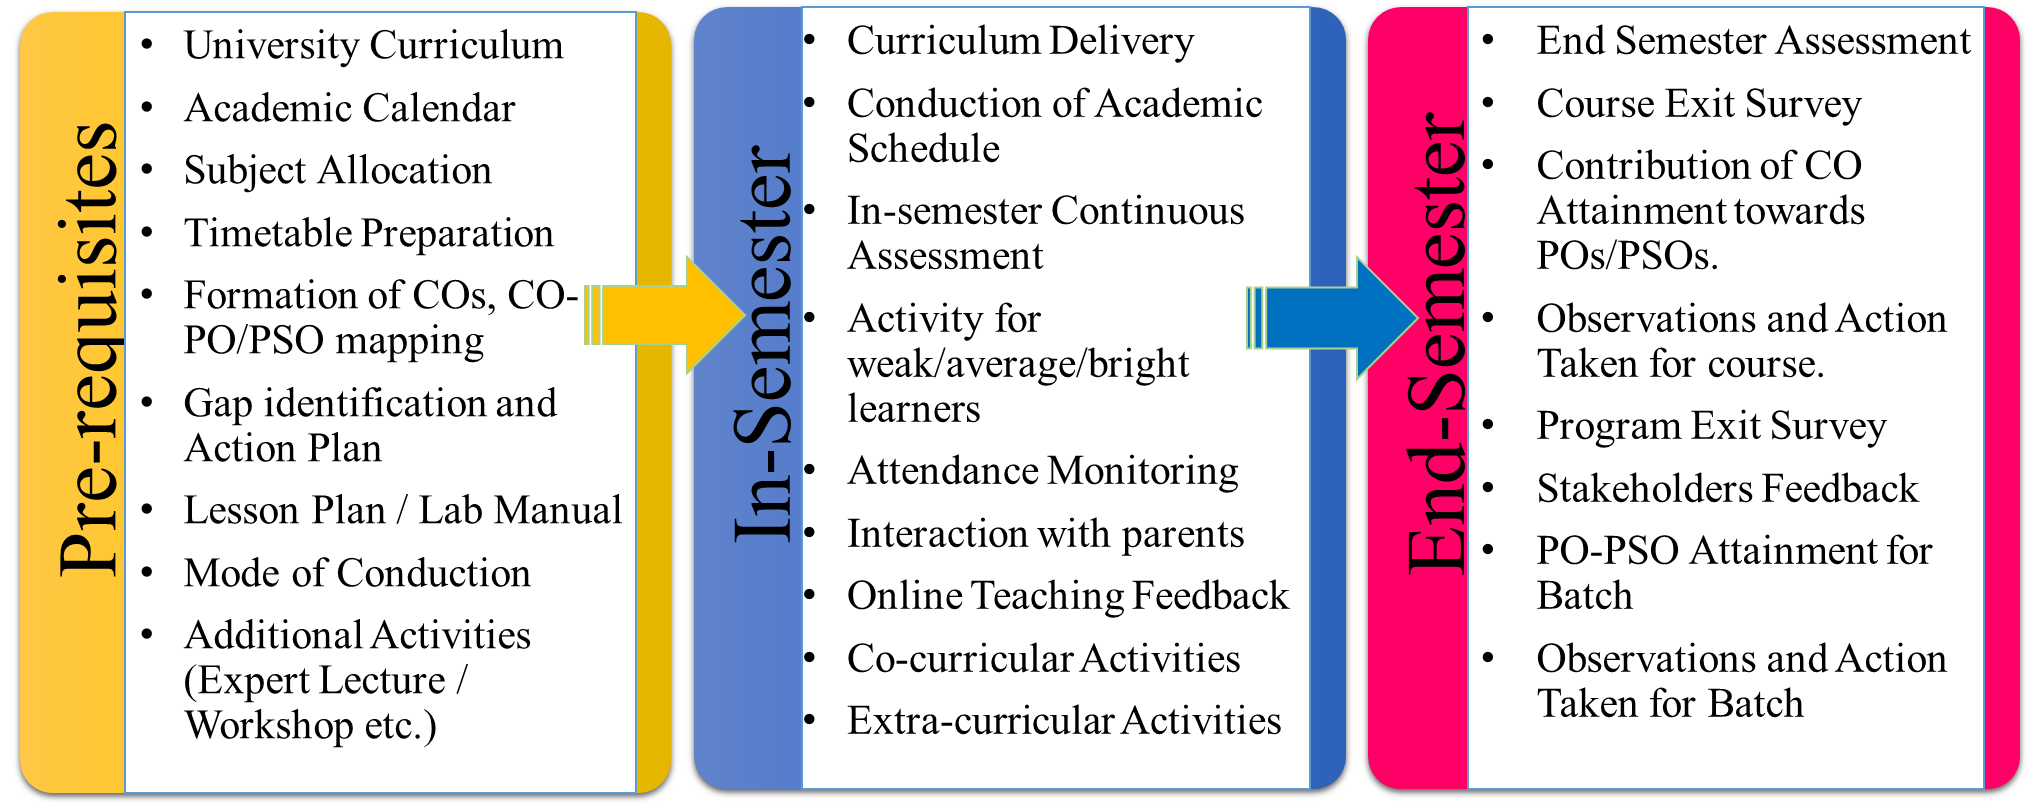 Pre-requisites
• University Curriculum
• Academic Calendar
• Subject Allocation
• Timetable Preparation
• Formation of COs, CO-
PO/PSO mapping
• Gap identification and
Action Plan
• Lesson Plan / Lab Manual
• Mode of Conduction
• Additional Activities
(Expert Lecture /
Workshop etc.)
In-Semester
• Curriculum Delivery
• Conduction of Academic
Schedule
• In-semester Continuous
Assessment
• Activity for
weak/average/bright
learners
• Attendance Monitoring
• Interaction with parents
• Online Teaching Feedback
• Co-curricular Activities
• Extra-curricular Activities
End-Semester
• End Semester Assessment
• Course Exit Survey
• Contribution of CO
Attainment towards
POs/PSOs.
• Observations and Action
Taken for course.
• Program Exit Survey
• Stakeholders Feedback
• PO-PSO Attainment for
Batch
• Observations and Action
Taken for Batch